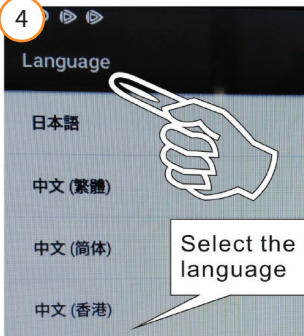 4
Language
日本語
中文 (繁體)
中文 (简体)
中文 (香港)
Select the
language